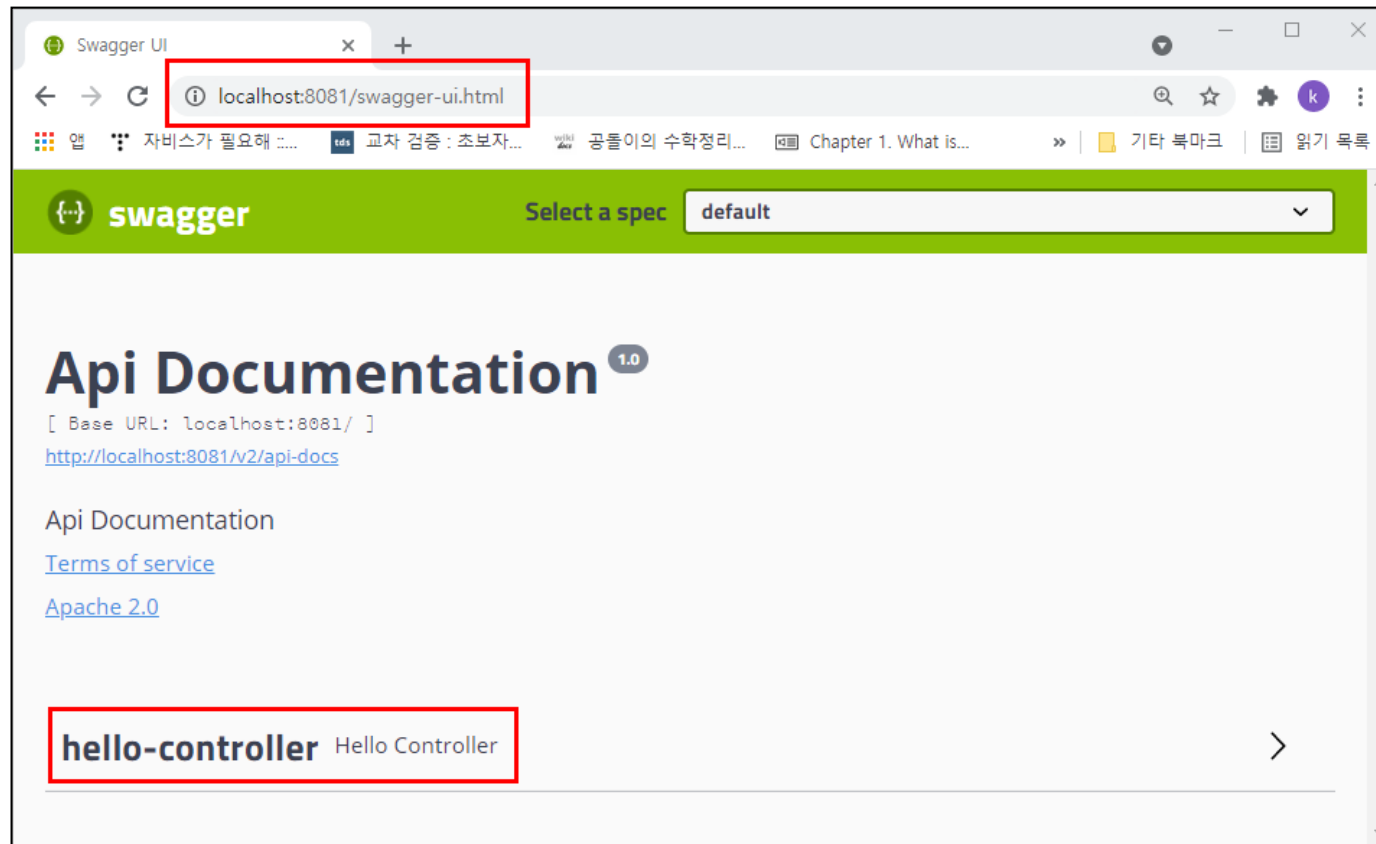 Swagger UI
localhost:8081/swagger-ui.html
k
앱 자비스가 필요해 ::.... tds 교차 검증 : 초보자... wiki docs 공돌이의 수학정리... Chapter 1. What is... » 기타 북마크 읽기 목록
{···} swagger Select a spec default
Api Documentation 1.0
[ Base URL: localhost:8081/ ]
http://localhost:8081/v2/api-docs
Api Documentation
Terms of service
Apache 2.0
hello-controller Hello Controller